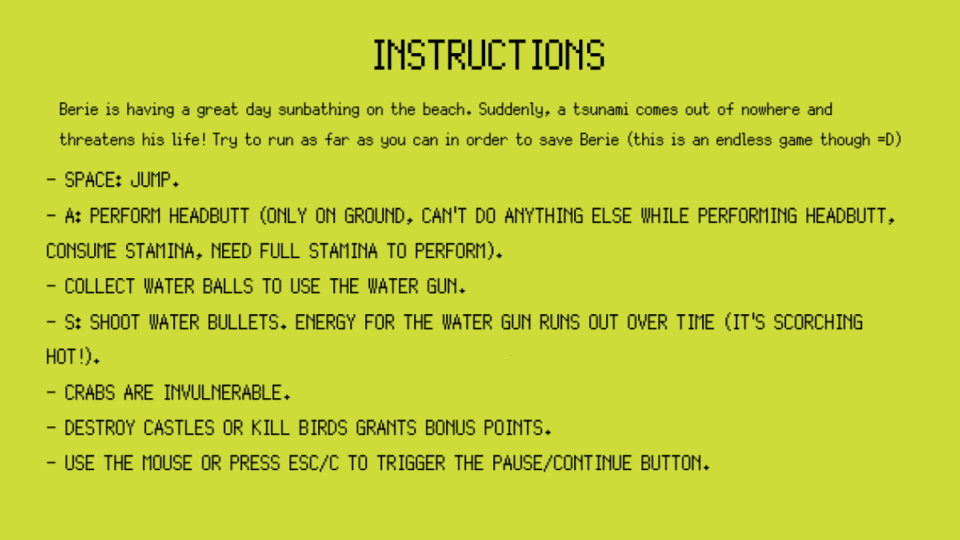 INSTRUCTIONS
Berie is having a great day sunbathing on the beach. Suddenly, a tsunami comes out of nowhere and
threatens his life! Try to run as far as you can in order to save Berie (this is an endless game though =D)
- SPACE: JUMP.
- A: PERFORM HEADBUTT (ONLY ON GROUND, CAN'T DO ANYTHING ELSE WHILE PERFORMING HEADBUTT,
CONSUME STAMINA, NEED FULL STAMINA TO PERFORM).
- COLLECT WATER BALLS TO USE THE WATER GUN.
- S: SHOOT WATER BULLETS. ENERGY FOR THE WATER GUN RUNS OUT OVER TIME (IT'S SCORCHING
HOT!).
- CRABS ARE INVULNERABLE.
- DESTROY CASTLES OR KILL BIRDS GRANTS BONUS POINTS.
- USE THE MOUSE OR PRESS ESC/C TO TRIGGER THE PAUSE/CONTINUE BUTTON.